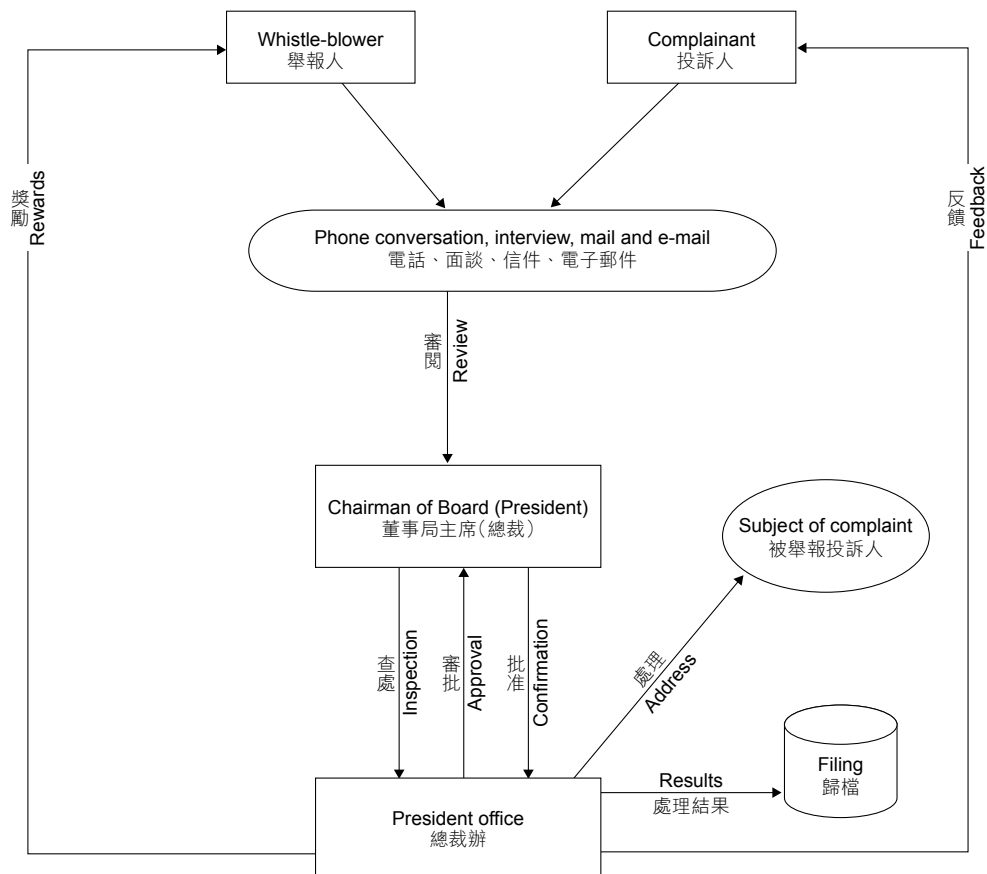 Whistle-blower
舉報人
Complainant
投訴人
獎勵
Rewards
反饋
Feedback
Phone conversation, interview, mail and e-mail
電話、面談、信件、電子郵件
審閲
Review
Chairman of Board (President)
董事局主席（總裁）
Subject of complaint
被舉報投訴人
查處
Inspection
審批
Approval
批准
Confirmation
處理
Address
Results
處理結果
Filing
歸檔
President office
總裁辦